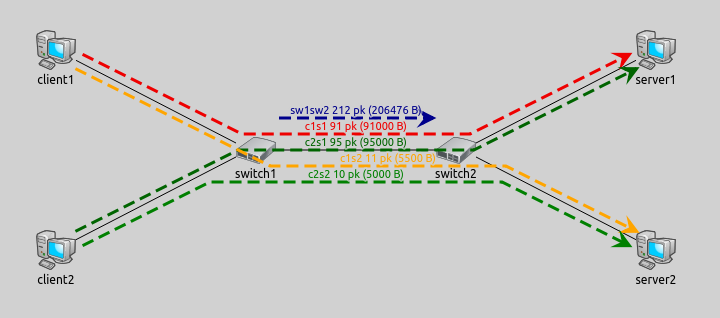 client1
server1
sw1sw2 212 pk (206476 B)
c1s1 91 pk (91000 B)
c2s1 95 pk (95000 B)
c1s2 11 pk (5500 B)
switch1
switch2
c2s2 10 pk (5000 B)
client2
server2